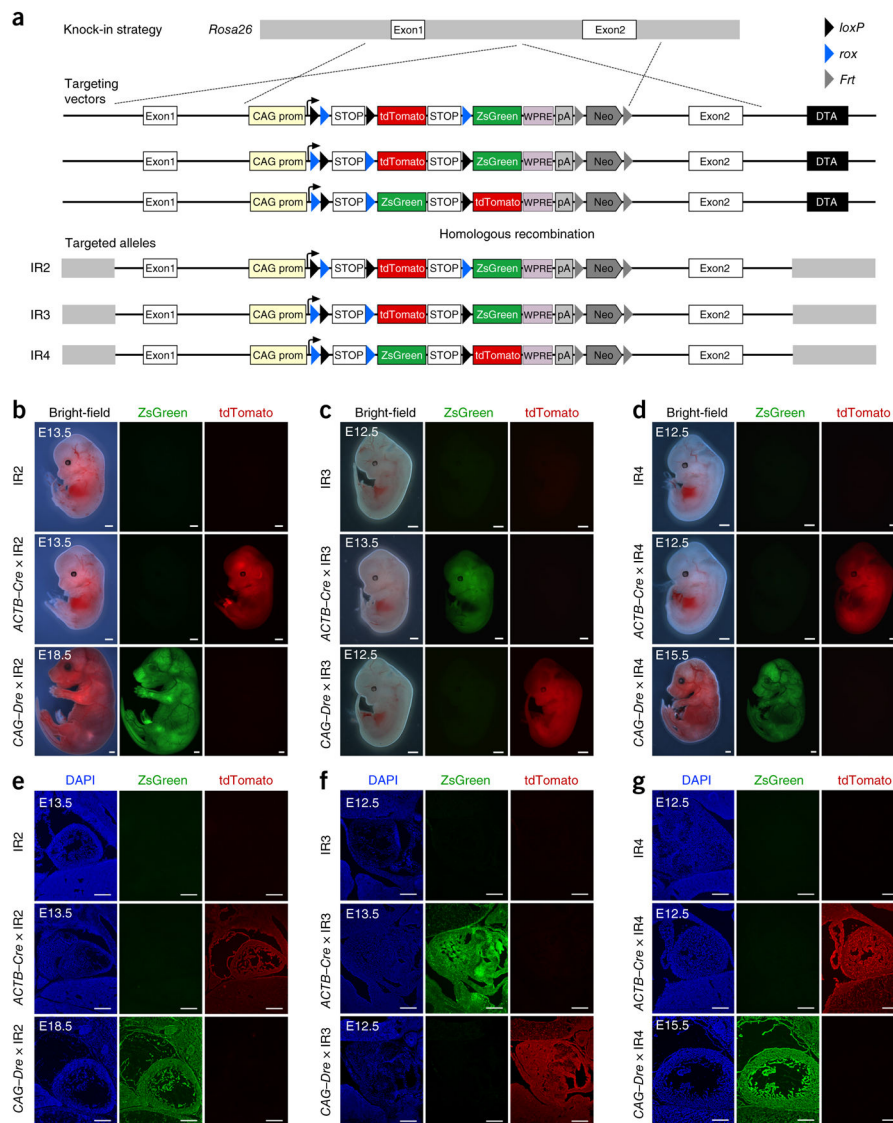 a
Knock-in strategy Rosa26 Exon1 Exon2
loxP
rox
Frt
Targeting
vectors
Exon1 CAG prom STOP tdTomato STOP ZsGreen WPRE pA Neo Exon2 DTA
STOP tdTomato STOP ZsGreen WPRE pA Neo
Exon1 CAG prom STOP ZsGreen STOP tdTomato WPRE pA Neo Exon2 DTA
Targeted alleles Homologous recombination
IR2 Exon1 CAG prom STOP tdTomato STOP ZsGreen WPRE pA Neo Exon2
IR3 Exon1 CAG prom STOP tdTomato STOP ZsGreen WPRE pA Neo Exon2
IR4 Exon1 CAG prom STOP ZsGreen STOP tdTomato WPRE pA Neo Exon2
b
Bright-field ZsGreen tdTomato
IR2 E13.5
ACTB–Cre × IR2 E13.5
CAG–Dre × IR2 E18.5
c
Bright-field ZsGreen tdTomato
IR3 E12.5
ACTB–Cre × IR3 E13.5
CAG–Dre × IR3 E12.5
d
Bright-field ZsGreen tdTomato
IR4 E12.5
ACTB–Cre × IR4 E12.5
CAG–Dre × IR4 E15.5
e
DAPI ZsGreen tdTomato
IR2 E13.5
ACTB–Cre × IR2 E13.5
CAG–Dre × IR2 E18.5
f
DAPI ZsGreen tdTomato
IR3 E12.5
ACTB–Cre × IR3 E13.5
CAG–Dre × IR3 E12.5
g
DAPI ZsGreen tdTomato
IR4 E12.5
ACTB–Cre × IR4 E12.5
CAG–Dre × IR4 E15.5